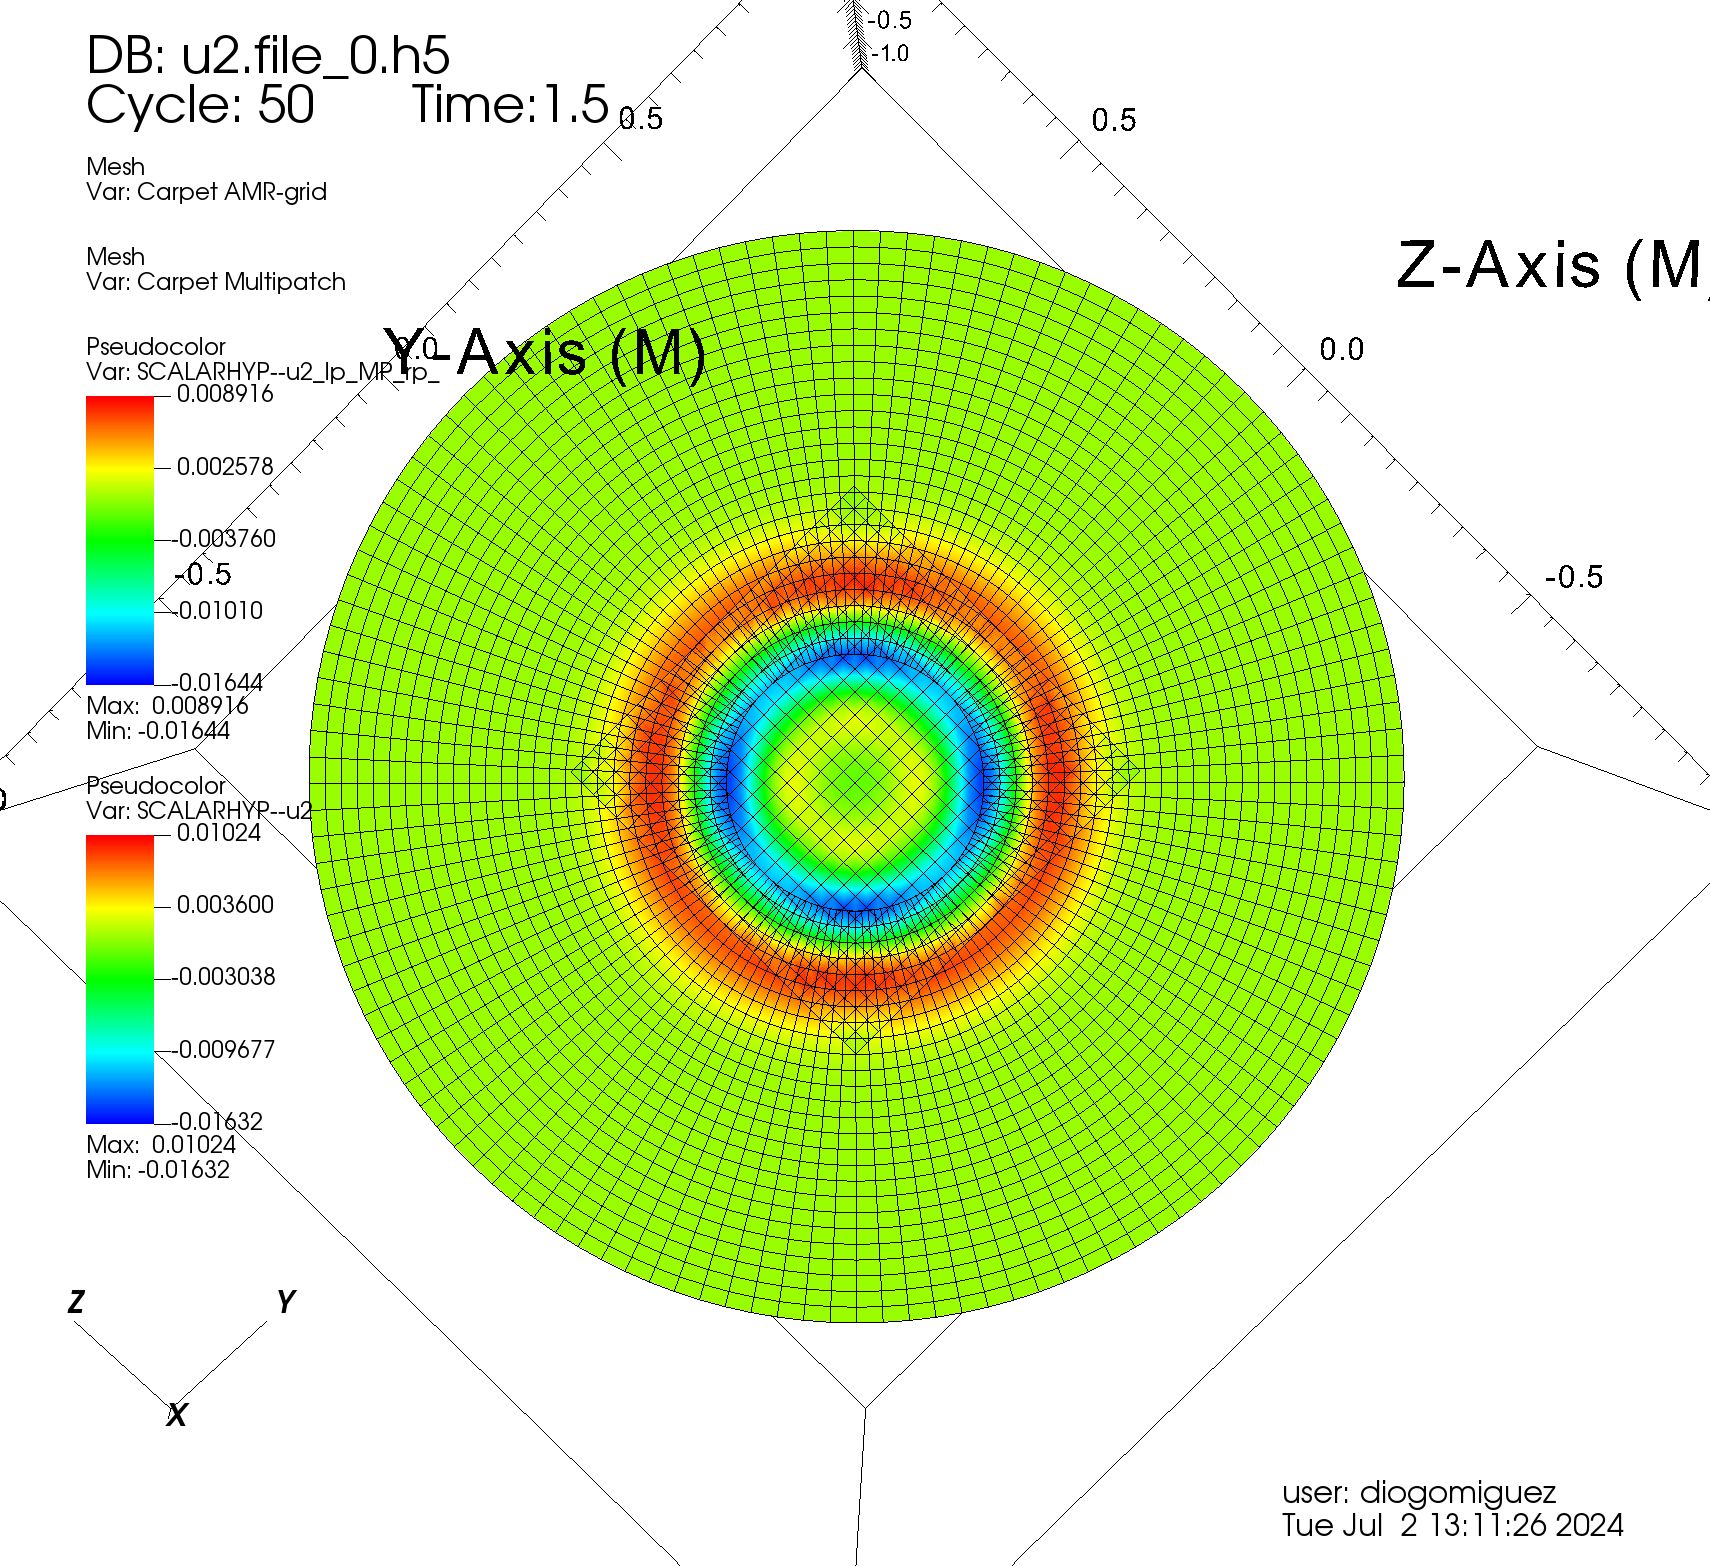 DB: u2.file_0.h5
Cycle: 50 Time:1.5
Mesh
Var: Carpet AMR-grid
Mesh
Var: Carpet Multipatch
Pseudocolor
Var: SCALARHYP--u2_lp_MP_rp_
0.008916
0.002578
-0.003760
-0.01010
-0.01644
Max: 0.008916
Min: -0.01644
Pseudocolor
Var: SCALARHYP--u2
0.01024
0.003600
-0.003038
-0.009677
-0.01632
Max: 0.01024
Min: -0.01632
-0.5
-1.0
0.5
0.0
-0.5
Y-Axis (M)
0.5
0.0
-0.5
Z-Axis (M)
Z
Y
X
user: diogomiguez
Tue Jul 2 13:11:26 2024